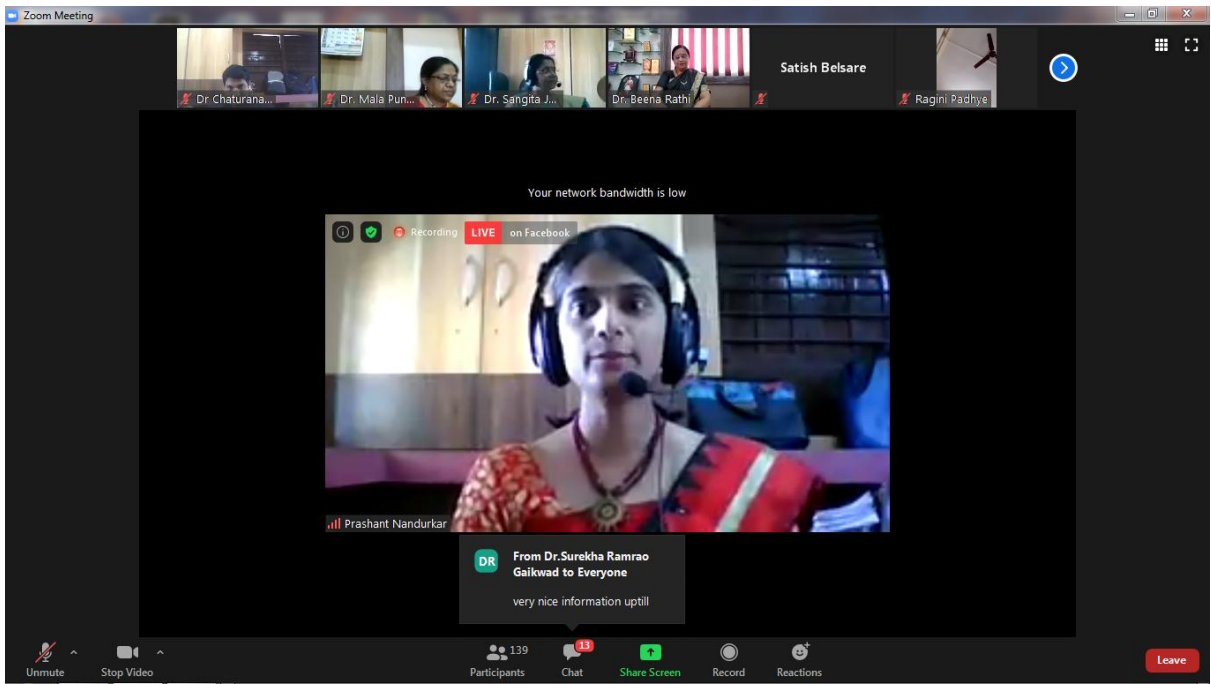 Zoom Meeting
Dr Chaturana...
Dr. Mala Pun...
Dr. Sangita J...
Dr. Beena Rathi
Satish Belsare
Ragini Padhye
Your network bandwidth is low
Recording
LIVE on Facebook
Prashant Nandurkar
DR
From Dr.Surekha Ramrao
Gaikwad to Everyone
very nice information uptill
Unmute
Stop Video
139
Participants
13
Chat
Share Screen
Record
Reactions
Leave